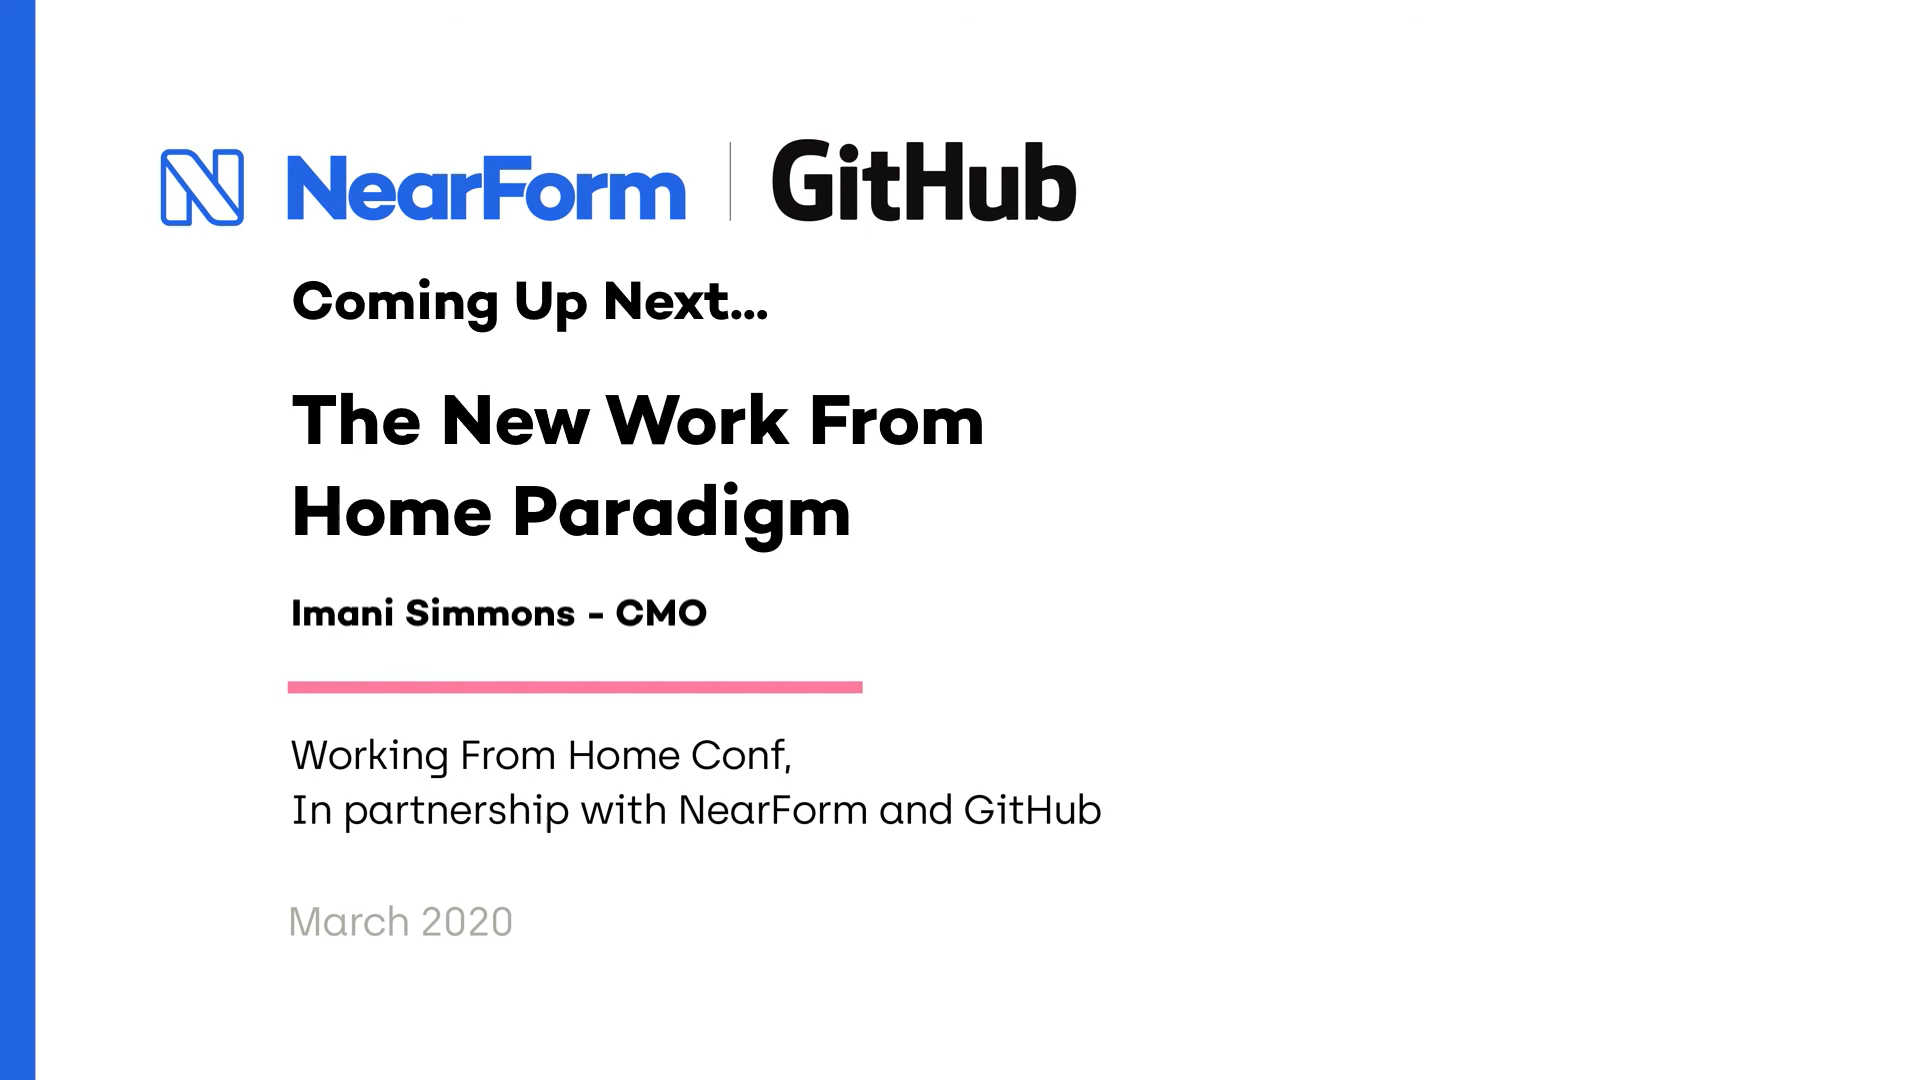 NearForm | GitHub
Coming Up Next...
The New Work From
Home Paradigm
Imani Simmons - CMO
Working From Home Conf,
In partnership with NearForm and GitHub
March 2020